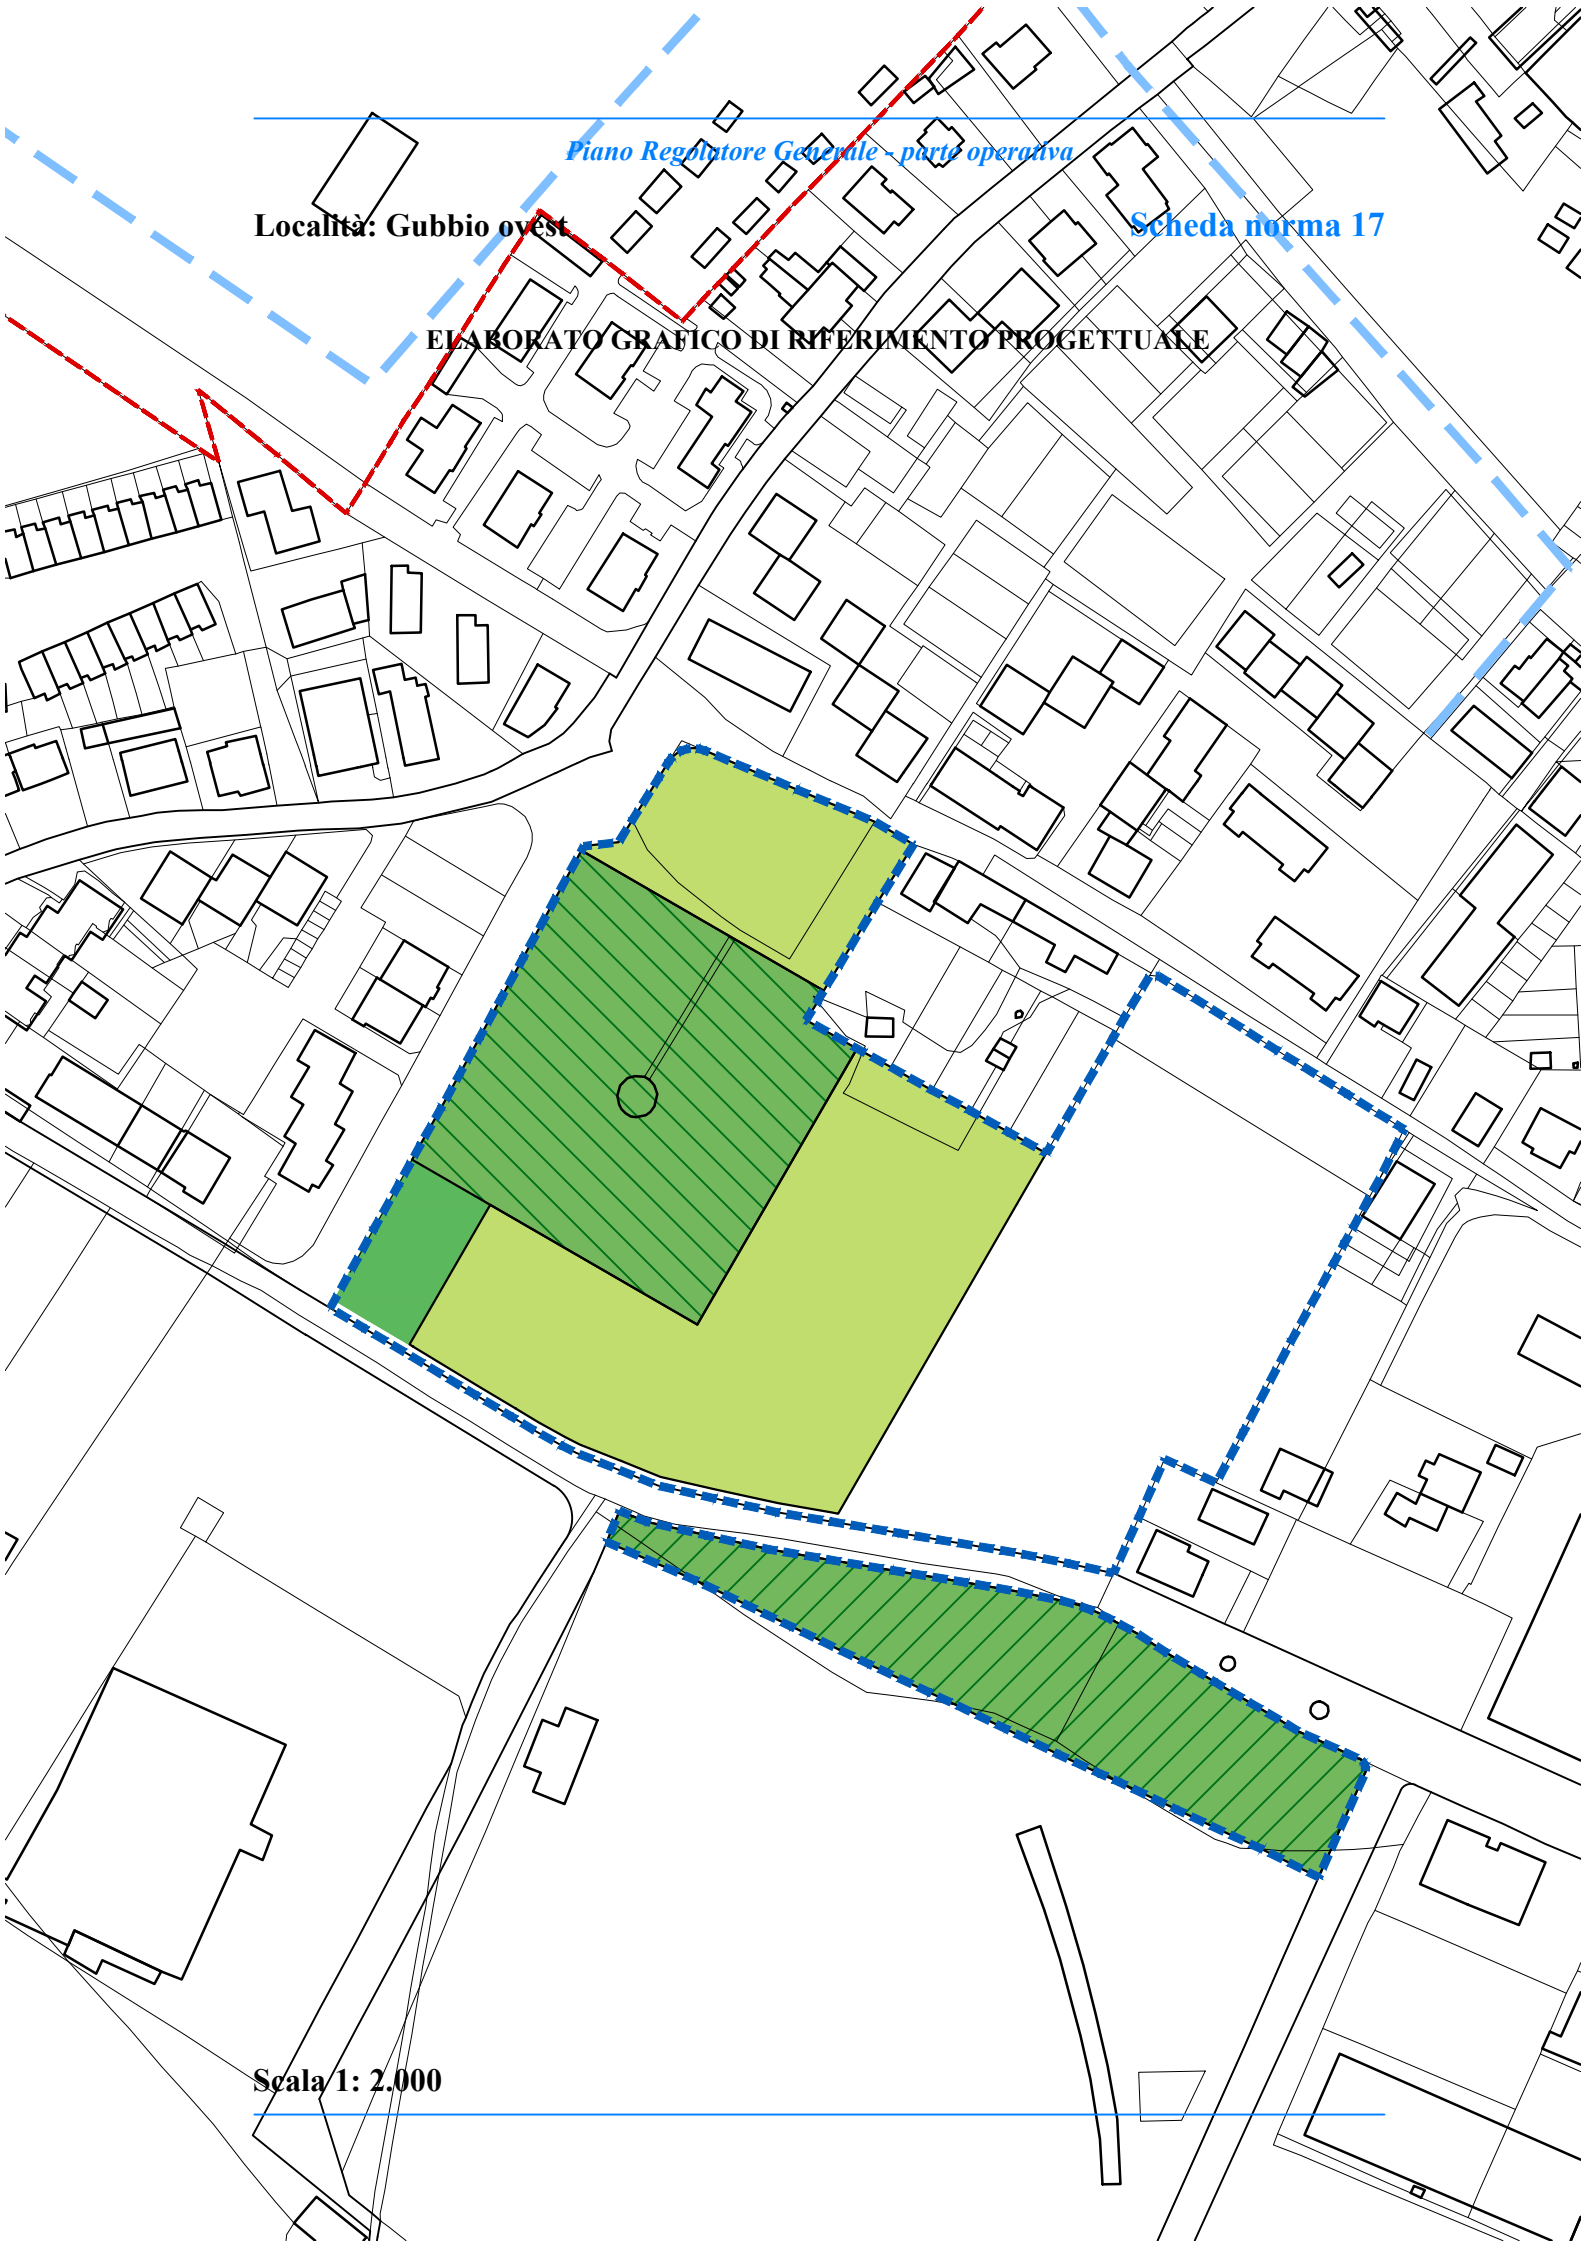 Piano Regolatore Generale - parte operativa
Località: Gubbio ovest
Scheda norma 17
ELABORATO GRAFICO DI RIFERIMENTO PROGETTUALE
Scala 1: 2.000